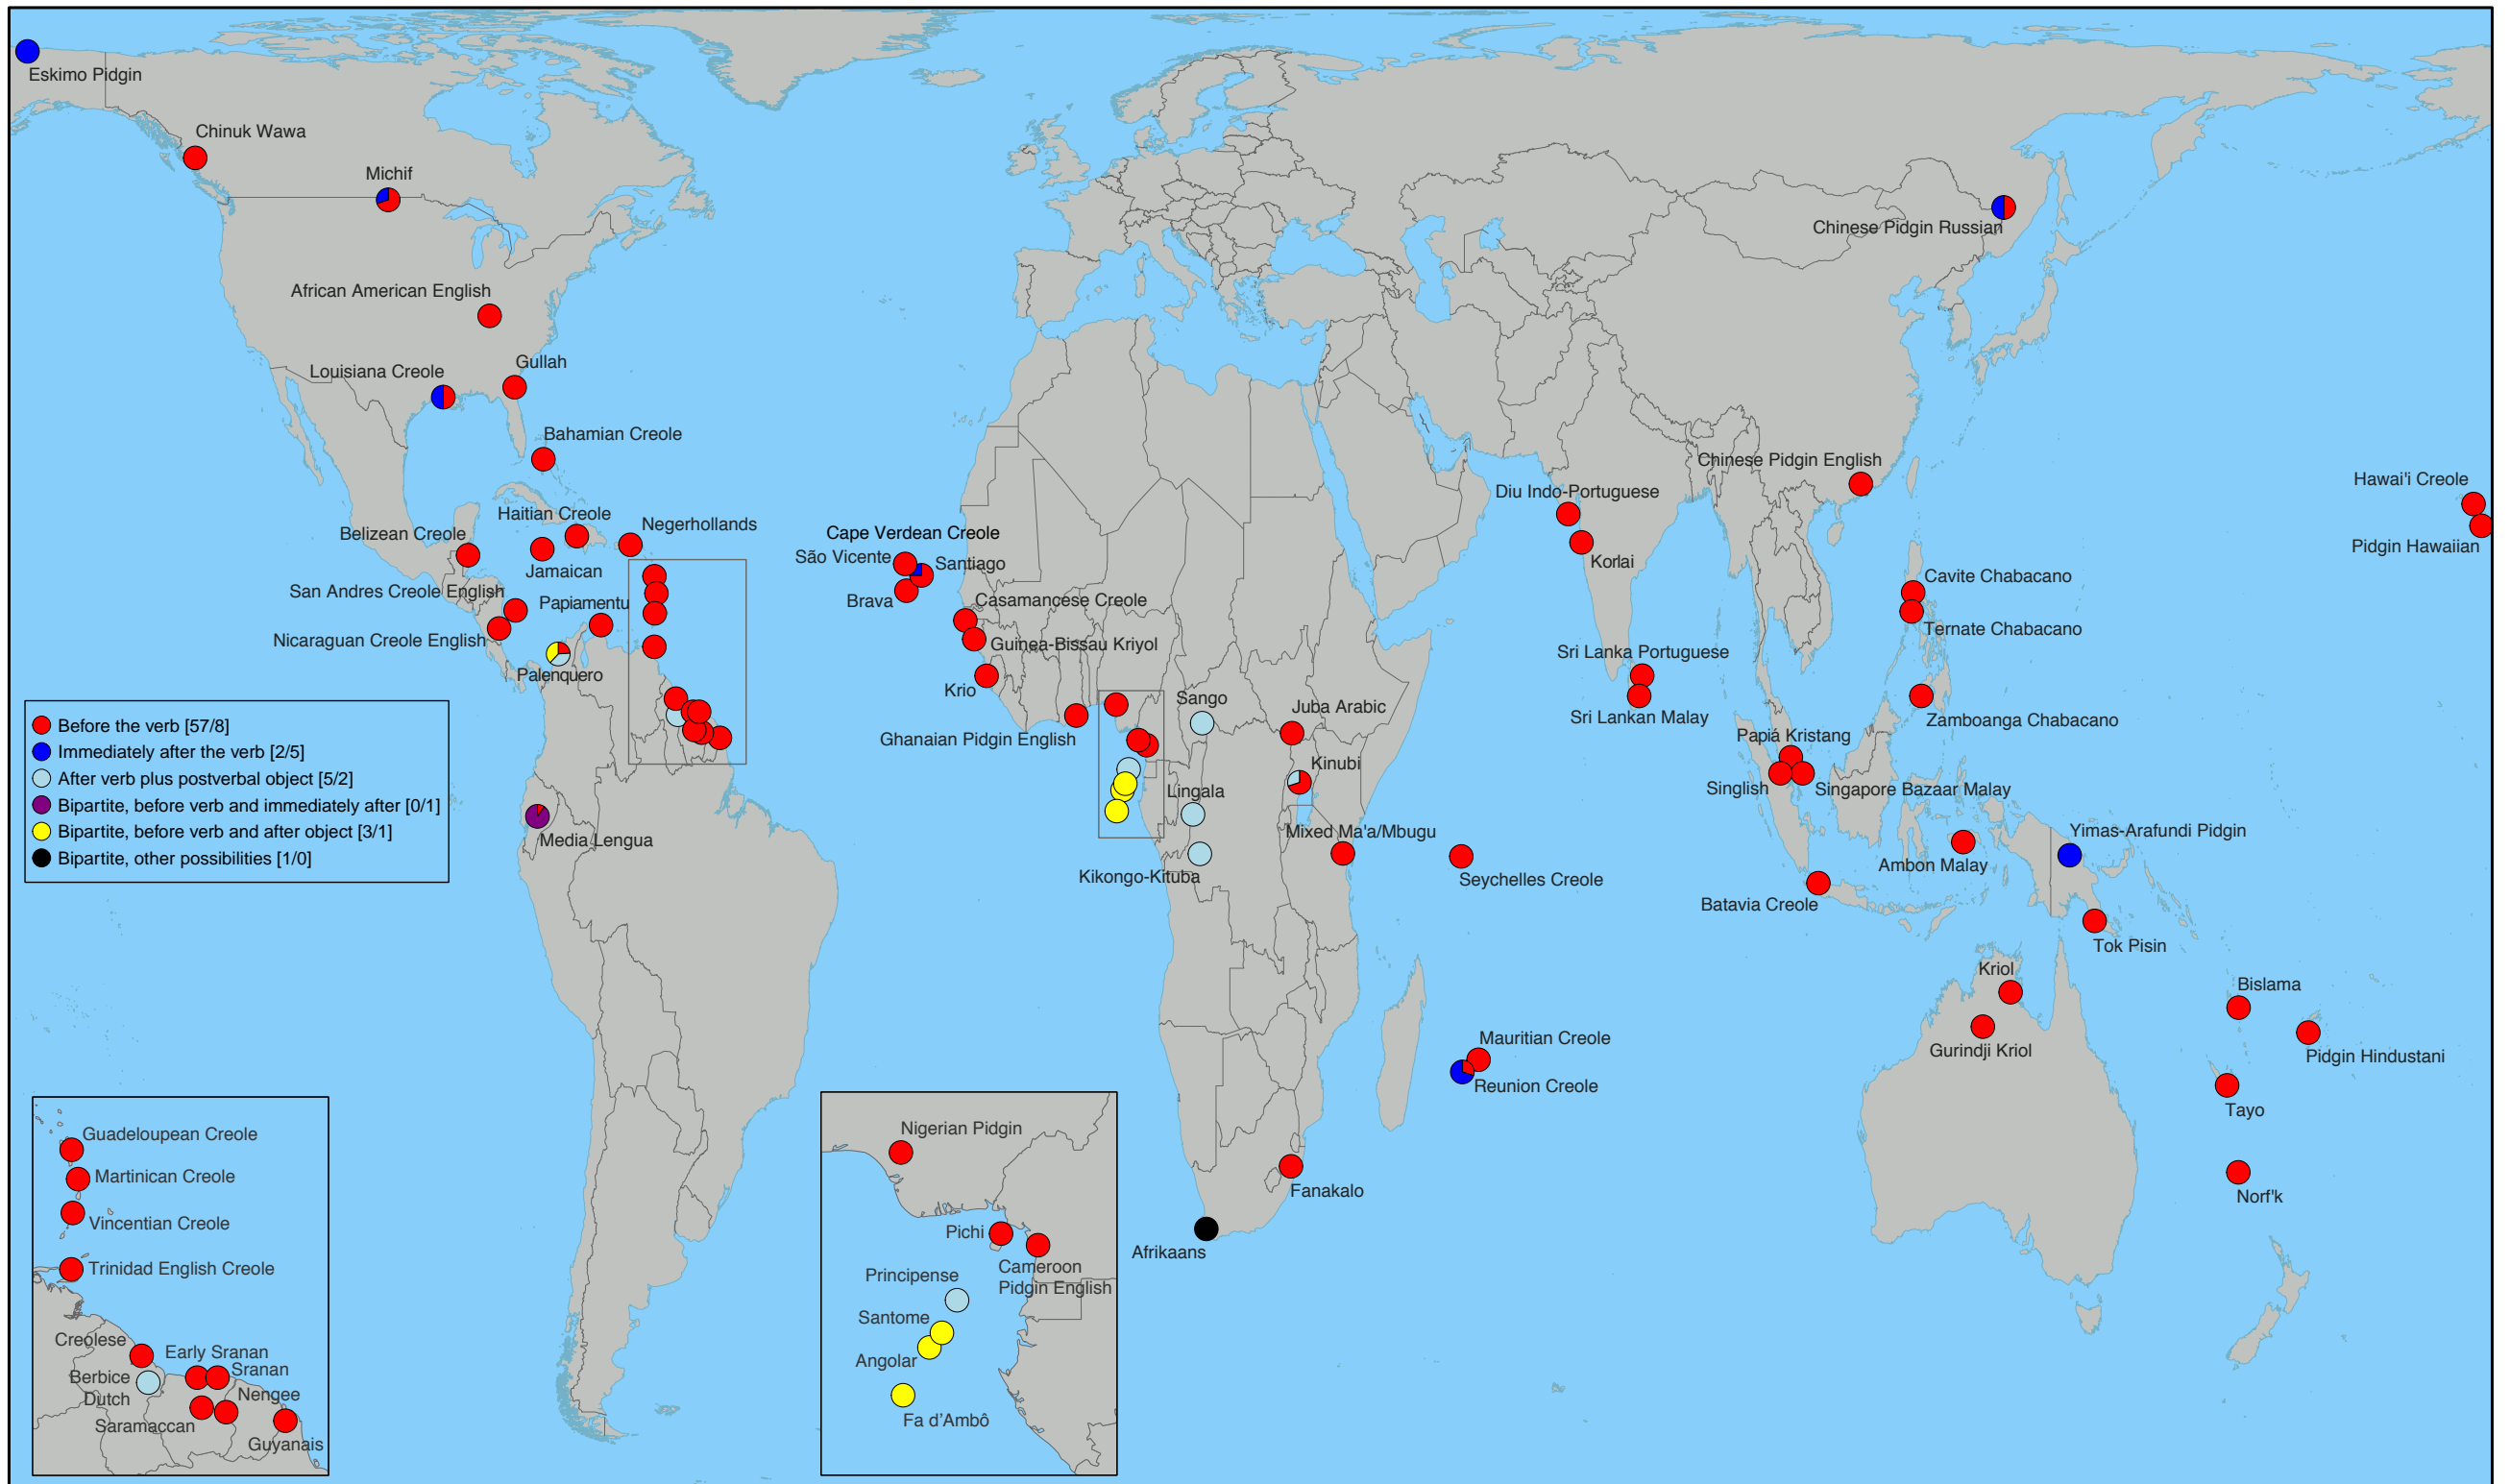 Eskimo Pidgin
Chinuk Wawa
Michif
African American English
Gullah
Louisiana Creole
Bahamian Creole
Haitian Creole
Negerhollands
Belizean Creole
Jamaican
San Andres Creole English
Papiamentu
Nicaraguan Creole English
Palenquero
Media Lengua
Before the verb [57/8]
Immediately after the verb [2/5]
After verb plus postverbal object [5/2]
Bipartite, before verb and immediately after [0/1]
Bipartite, before verb and after object [3/1]
Bipartite, other possibilities [1/0]
Cape Verdean Creole
São Vicente
Santiago
Brava
Casamancese Creole
Guinea-Bissau Kriyol
Krio
Ghanaian Pidgin English
Sango
Juba Arabic
Kinubi
Lingala
Mixed Ma'a/Mbugu
Kikongo-Kituba
Seychelles Creole
Mauritian Creole
Reunion Creole
Fanakalo
Afrikaans
Chinese Pidgin Russian
Chinese Pidgin English
Diu Indo-Portuguese
Korlai
Sri Lanka Portuguese
Sri Lankan Malay
Cavite Chabacano
Ternate Chabacano
Zamboanga Chabacano
Papiá Kristang
Singlish
Singapore Bazaar Malay
Batavia Creole
Ambon Malay
Yimas-Arafundi Pidgin
Tok Pisin
Hawai'i Creole
Pidgin Hawaiian
Kriol
Gurindji Kriol
Bislama
Pidgin Hindustani
Tayo
Norf'k
Guadeloupean Creole
Martinican Creole
Vincentian Creole
Trinidad English Creole
Creolese
Early Sranan
Sranan
Berbice
Dutch
Nengee
Saramaccan
Guyanais
Nigerian Pidgin
Pichi
Cameroon
Pidgin English
Principense
Santome
Angolar
Fa d'Ambô